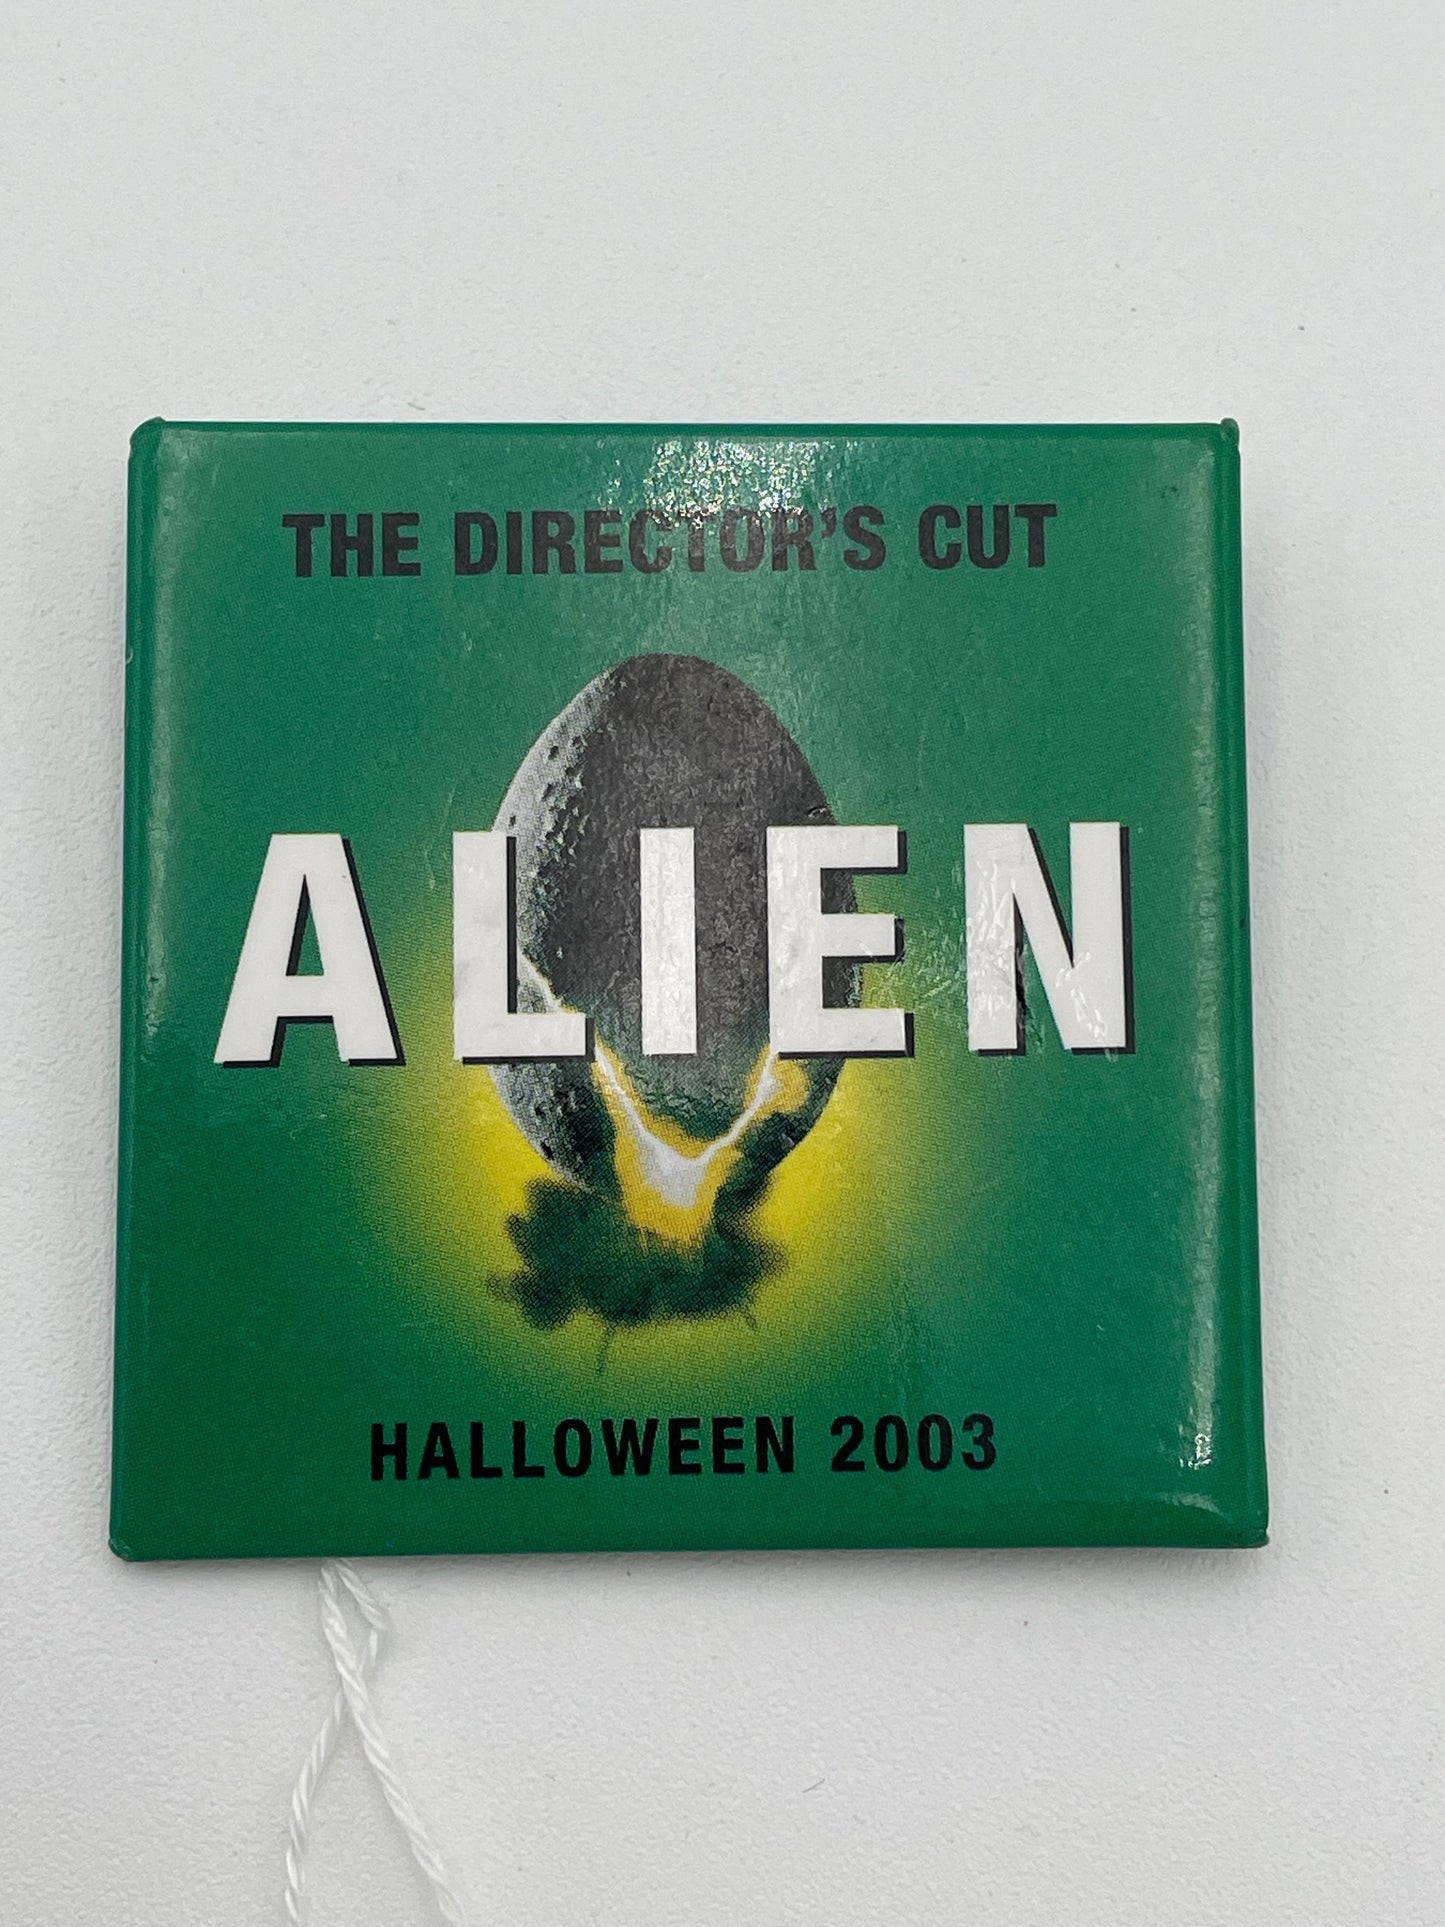 THE DIRECTOR'S CUT
ALIEN
HALLOWEEN 2003